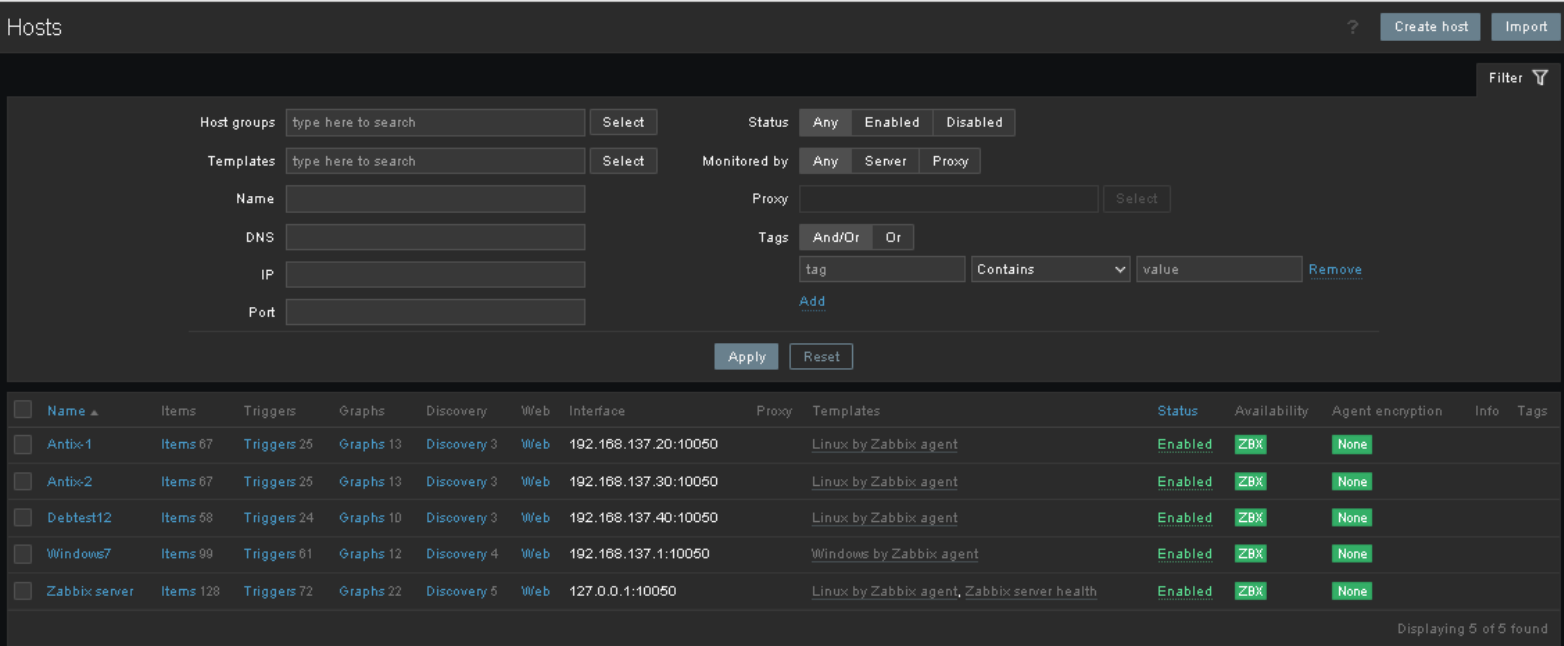 Hosts ? Create host Import
Filter
Host groups type here to search Select Status Any Enabled Disabled
Templates type here to search Select Monitored by Any Server Proxy
Name Proxy Select
DNS Tags And/Or Or
IP tag Contains value Remove
Port Add
Apply Reset
Name Items Triggers Graphs Discovery Web Interface Proxy Templates Status Availability Agent encryption Info Tags
Antix-1 Items 67 Triggers 25 Graphs 13 Discovery 3 Web 192.168.137.20:10050 Linux by Zabbix agent Enabled ZBX None
Antix-2 Items 67 Triggers 25 Graphs 13 Discovery 3 Web 192.168.137.30:10050 Linux by Zabbix agent Enabled ZBX None
Debtest12 Items 58 Triggers 24 Graphs 10 Discovery 3 Web 192.168.137.40:10050 Linux by Zabbix agent Enabled ZBX None
Windows7 Items 99 Triggers 61 Graphs 12 Discovery 4 Web 192.168.137.1:10050 Windows by Zabbix agent Enabled ZBX None
Zabbix server Items 128 Triggers 72 Graphs 22 Discovery 5 Web 127.0.0.1:10050 Linux by Zabbix agent, Zabbix server health Enabled ZBX None
Displaying 5 of 5 found